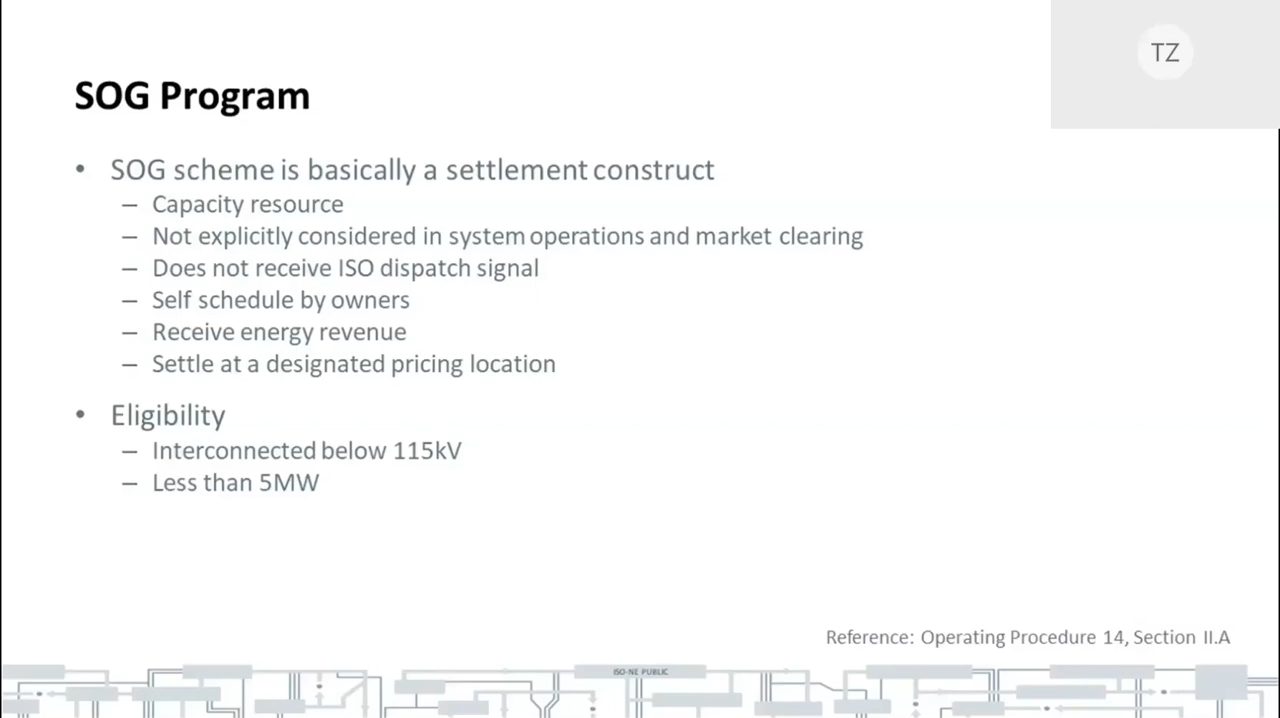 TZ
SOG Program
• SOG scheme is basically a settlement construct
– Capacity resource
– Not explicitly considered in system operations and market clearing
– Does not receive ISO dispatch signal
– Self schedule by owners
– Receive energy revenue
– Settle at a designated pricing location
• Eligibility
– Interconnected below 115kV
– Less than 5MW
Reference: Operating Procedure 14, Section II.A
ISO-NE PUBLIC